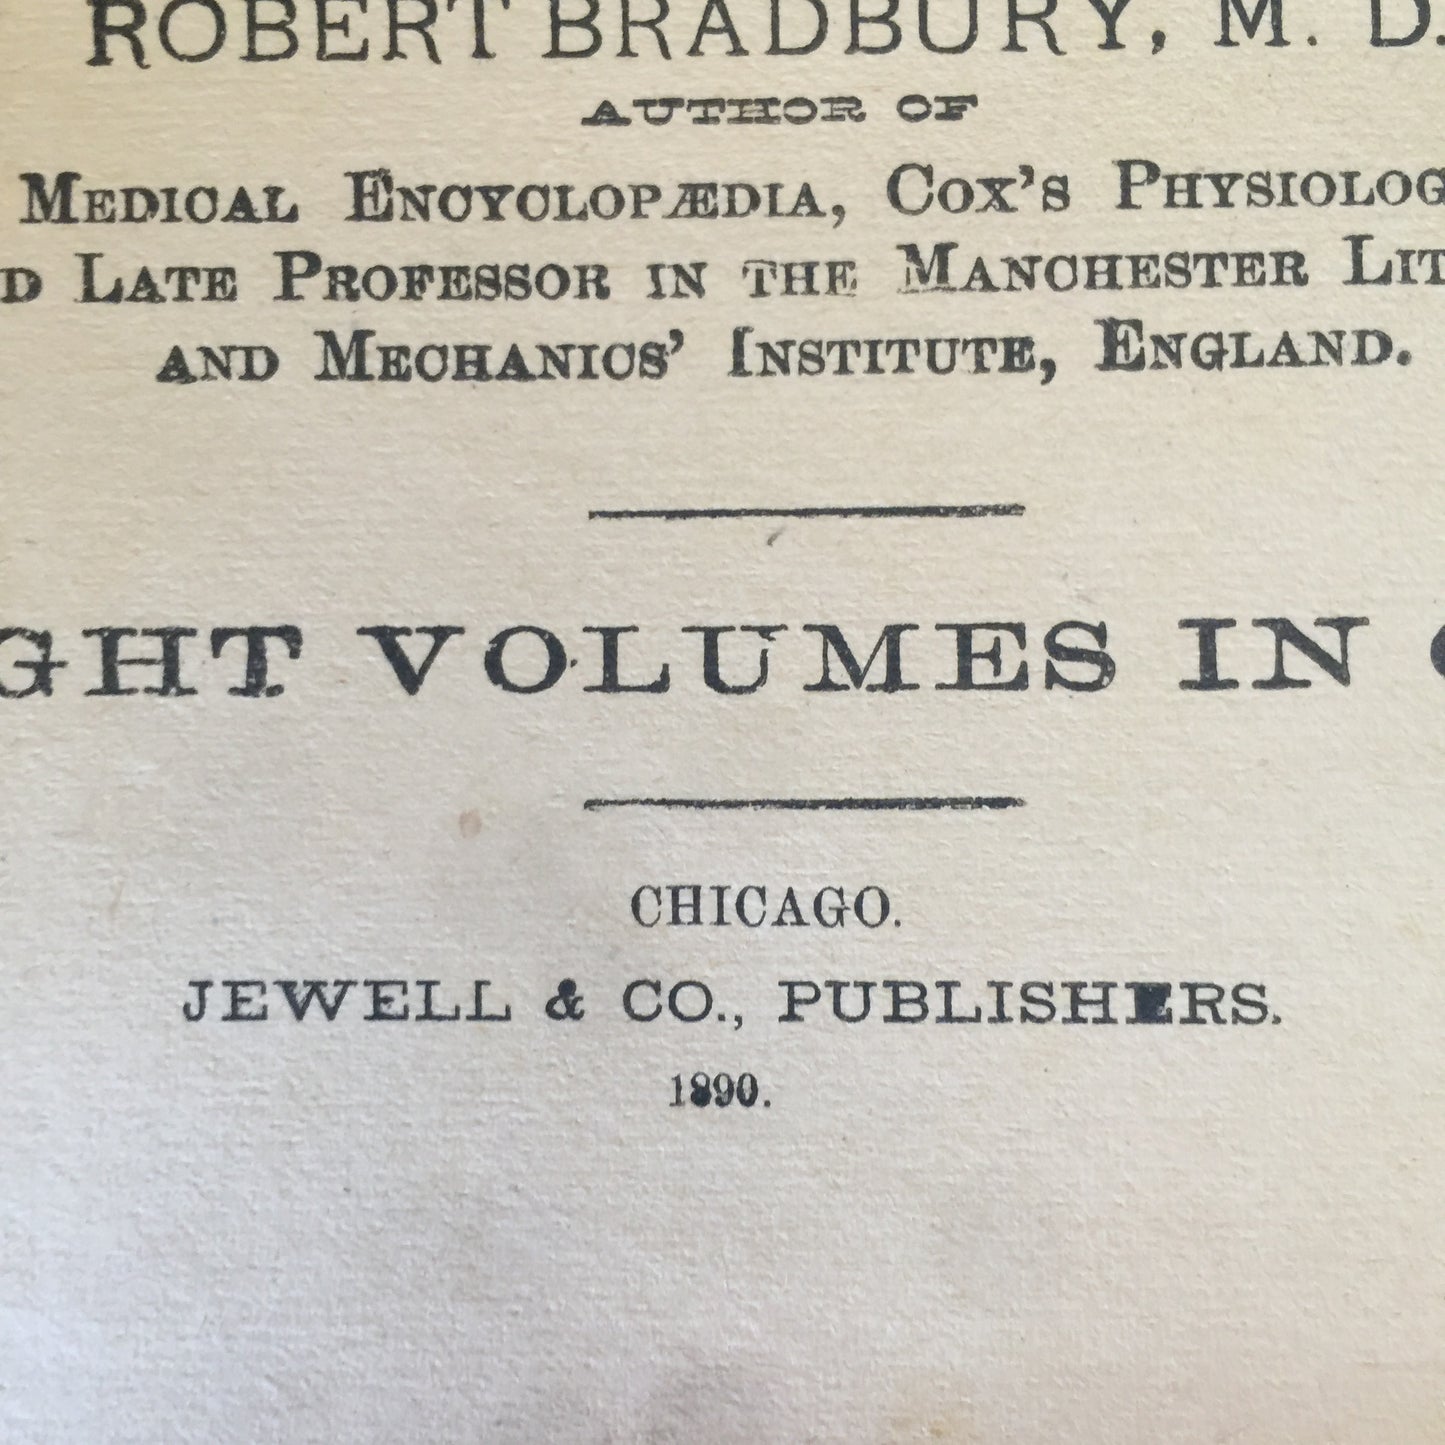 ROBERT BRADBURY, M. D.
AUTHOR OF
MEDICAL ENCYCLOPÆDIA, COX'S PHYSIOLOG
D LATE PROFESSOR IN THE MANCHESTER LIT
AND MECHANICS' INSTITUTE, ENGLAND.
GHT VOLUMES IN
CHICAGO.
JEWELL & CO., PUBLISHERS.
1890.